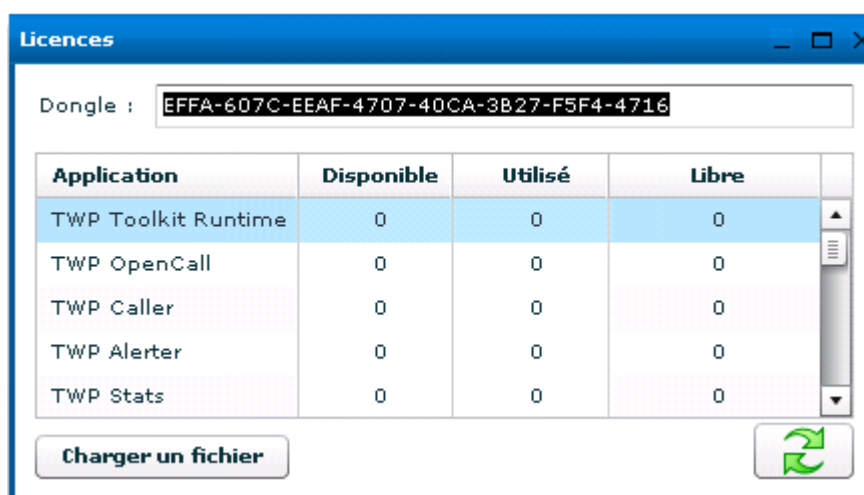 Licences
Dongle : EFFA-607C-EEAF-4707-40CA-3B27-F5F4-4716
Application Disponible Utilisé Libre
TWP Toolkit Runtime 0 0 0
TWP OpenCall 0 0 0
TWP Caller 0 0 0
TWP Alerter 0 0 0
TWP Stats 0 0 0
Charger un fichier